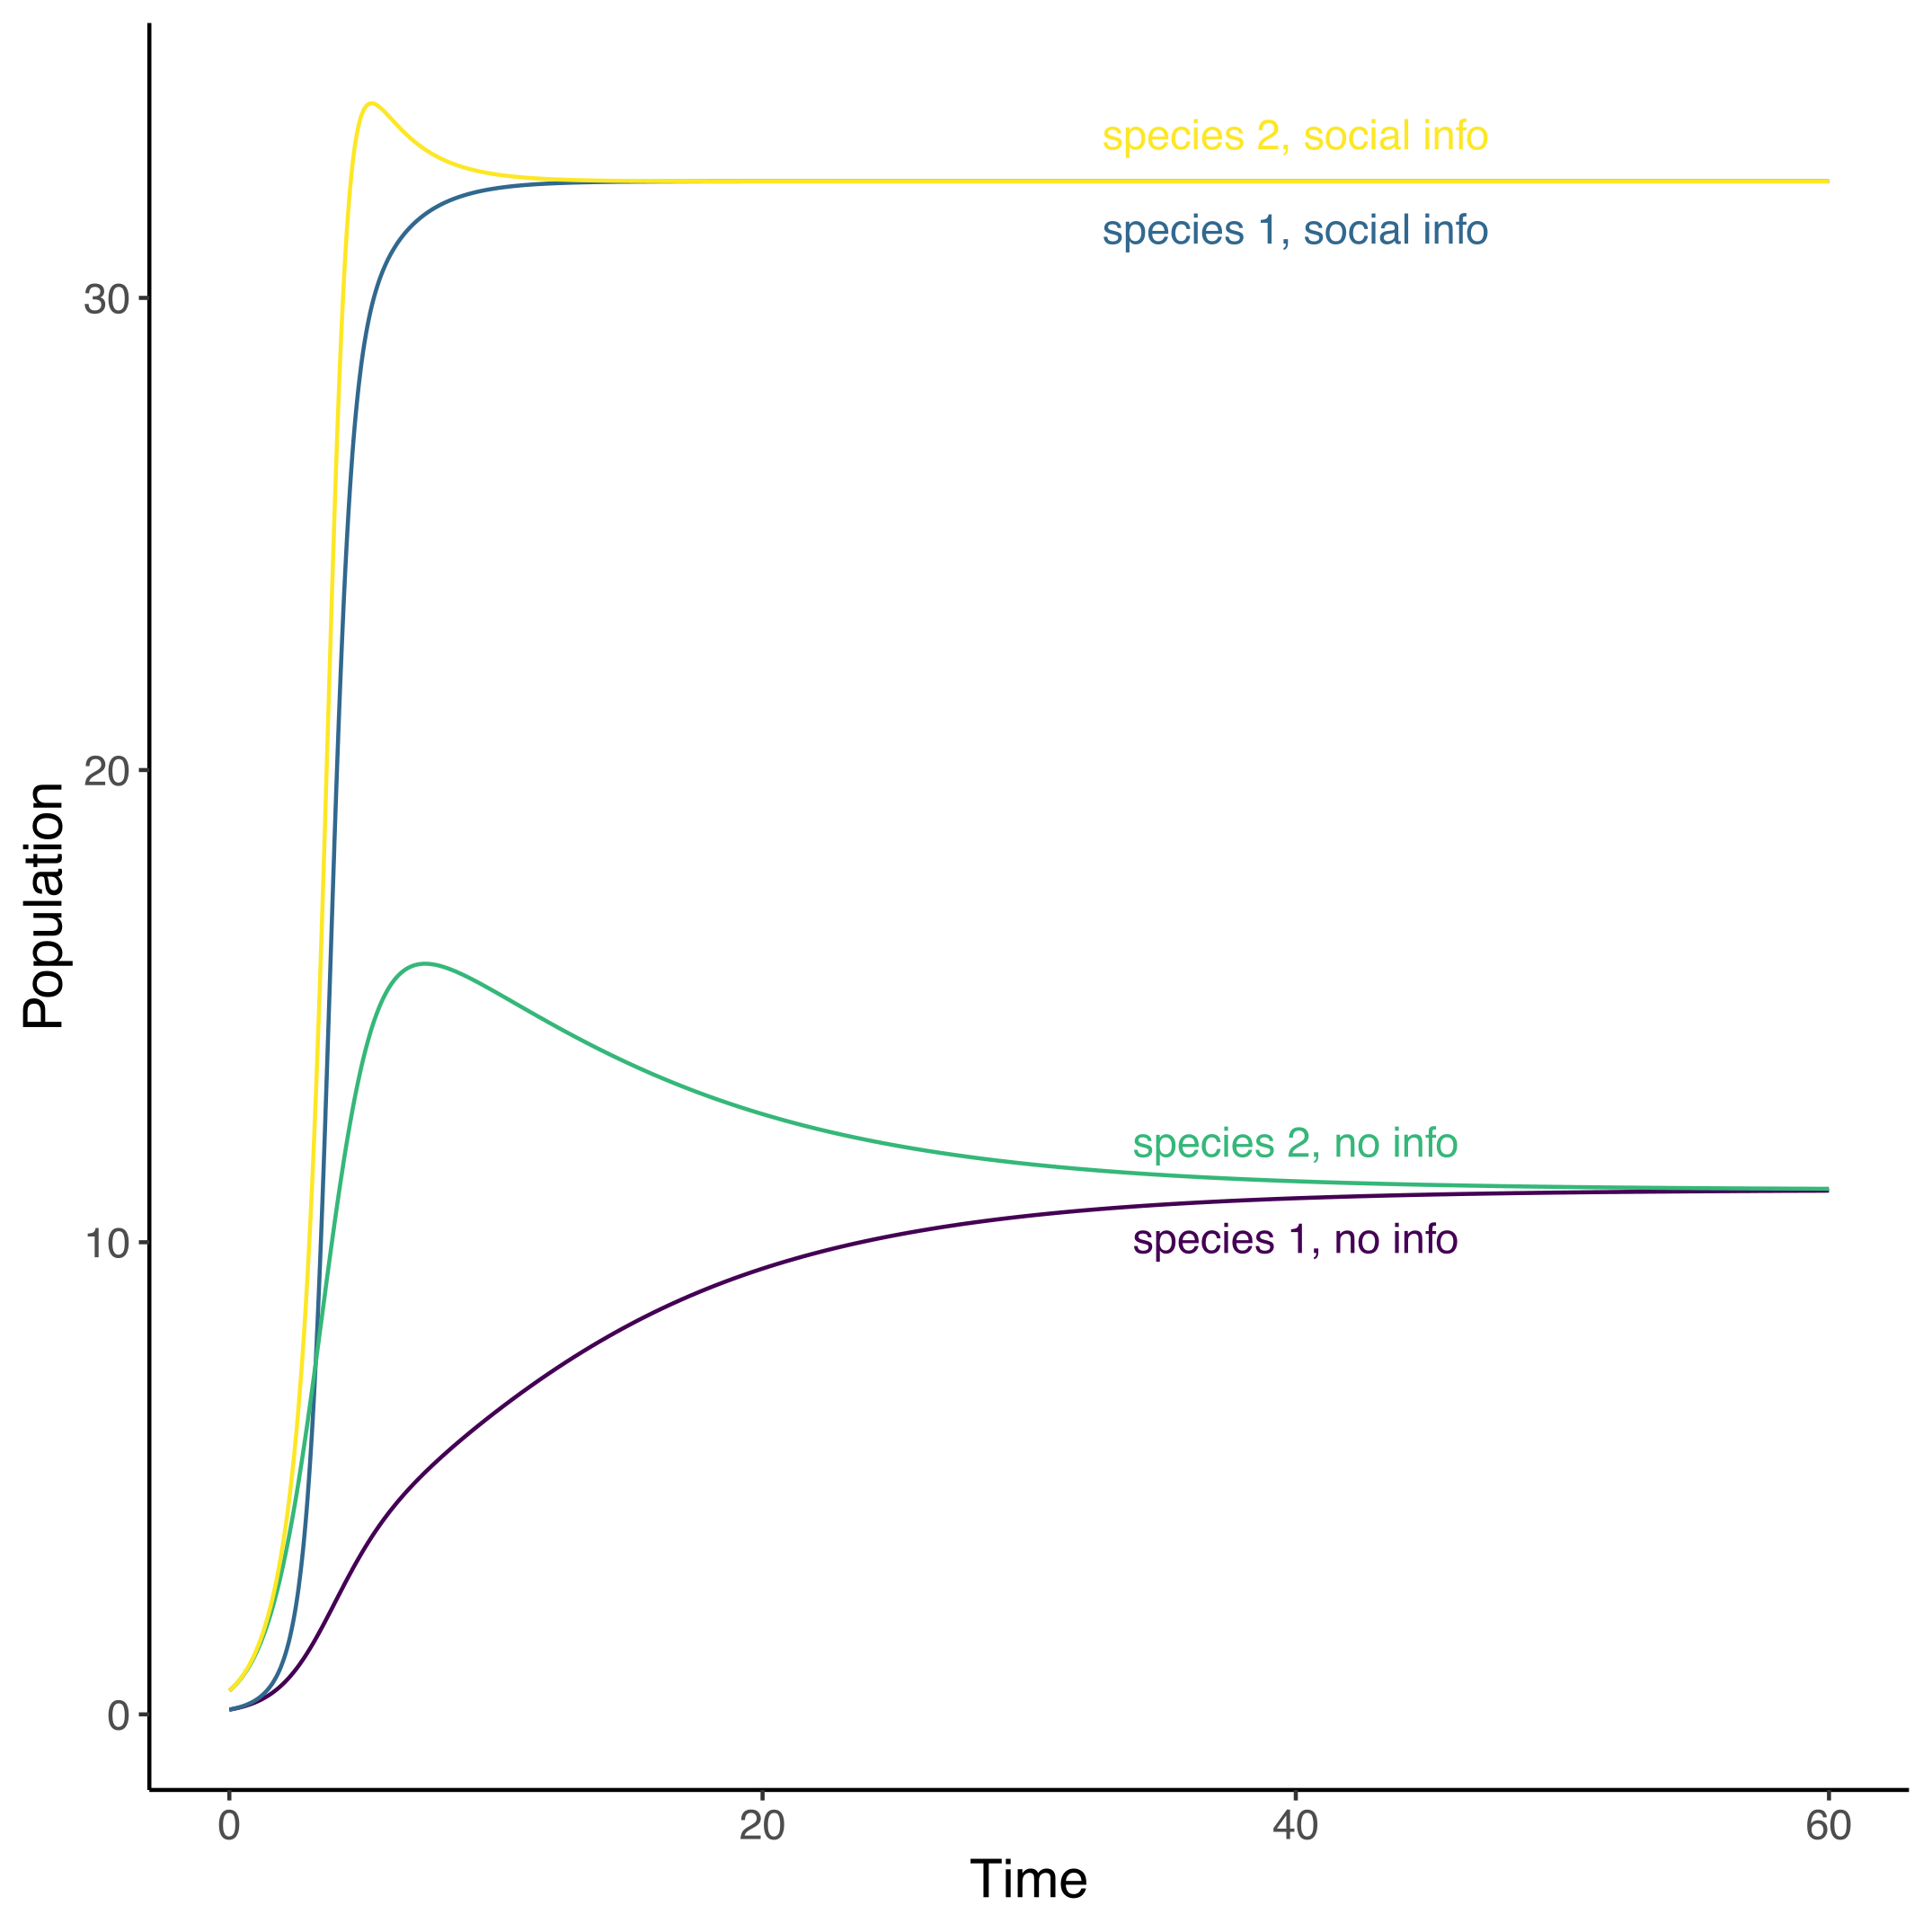 species 2, social info
species 1, social info
30
20
Population
species 2, no info
10
species 1, no info
0
0 20 40 60
Time